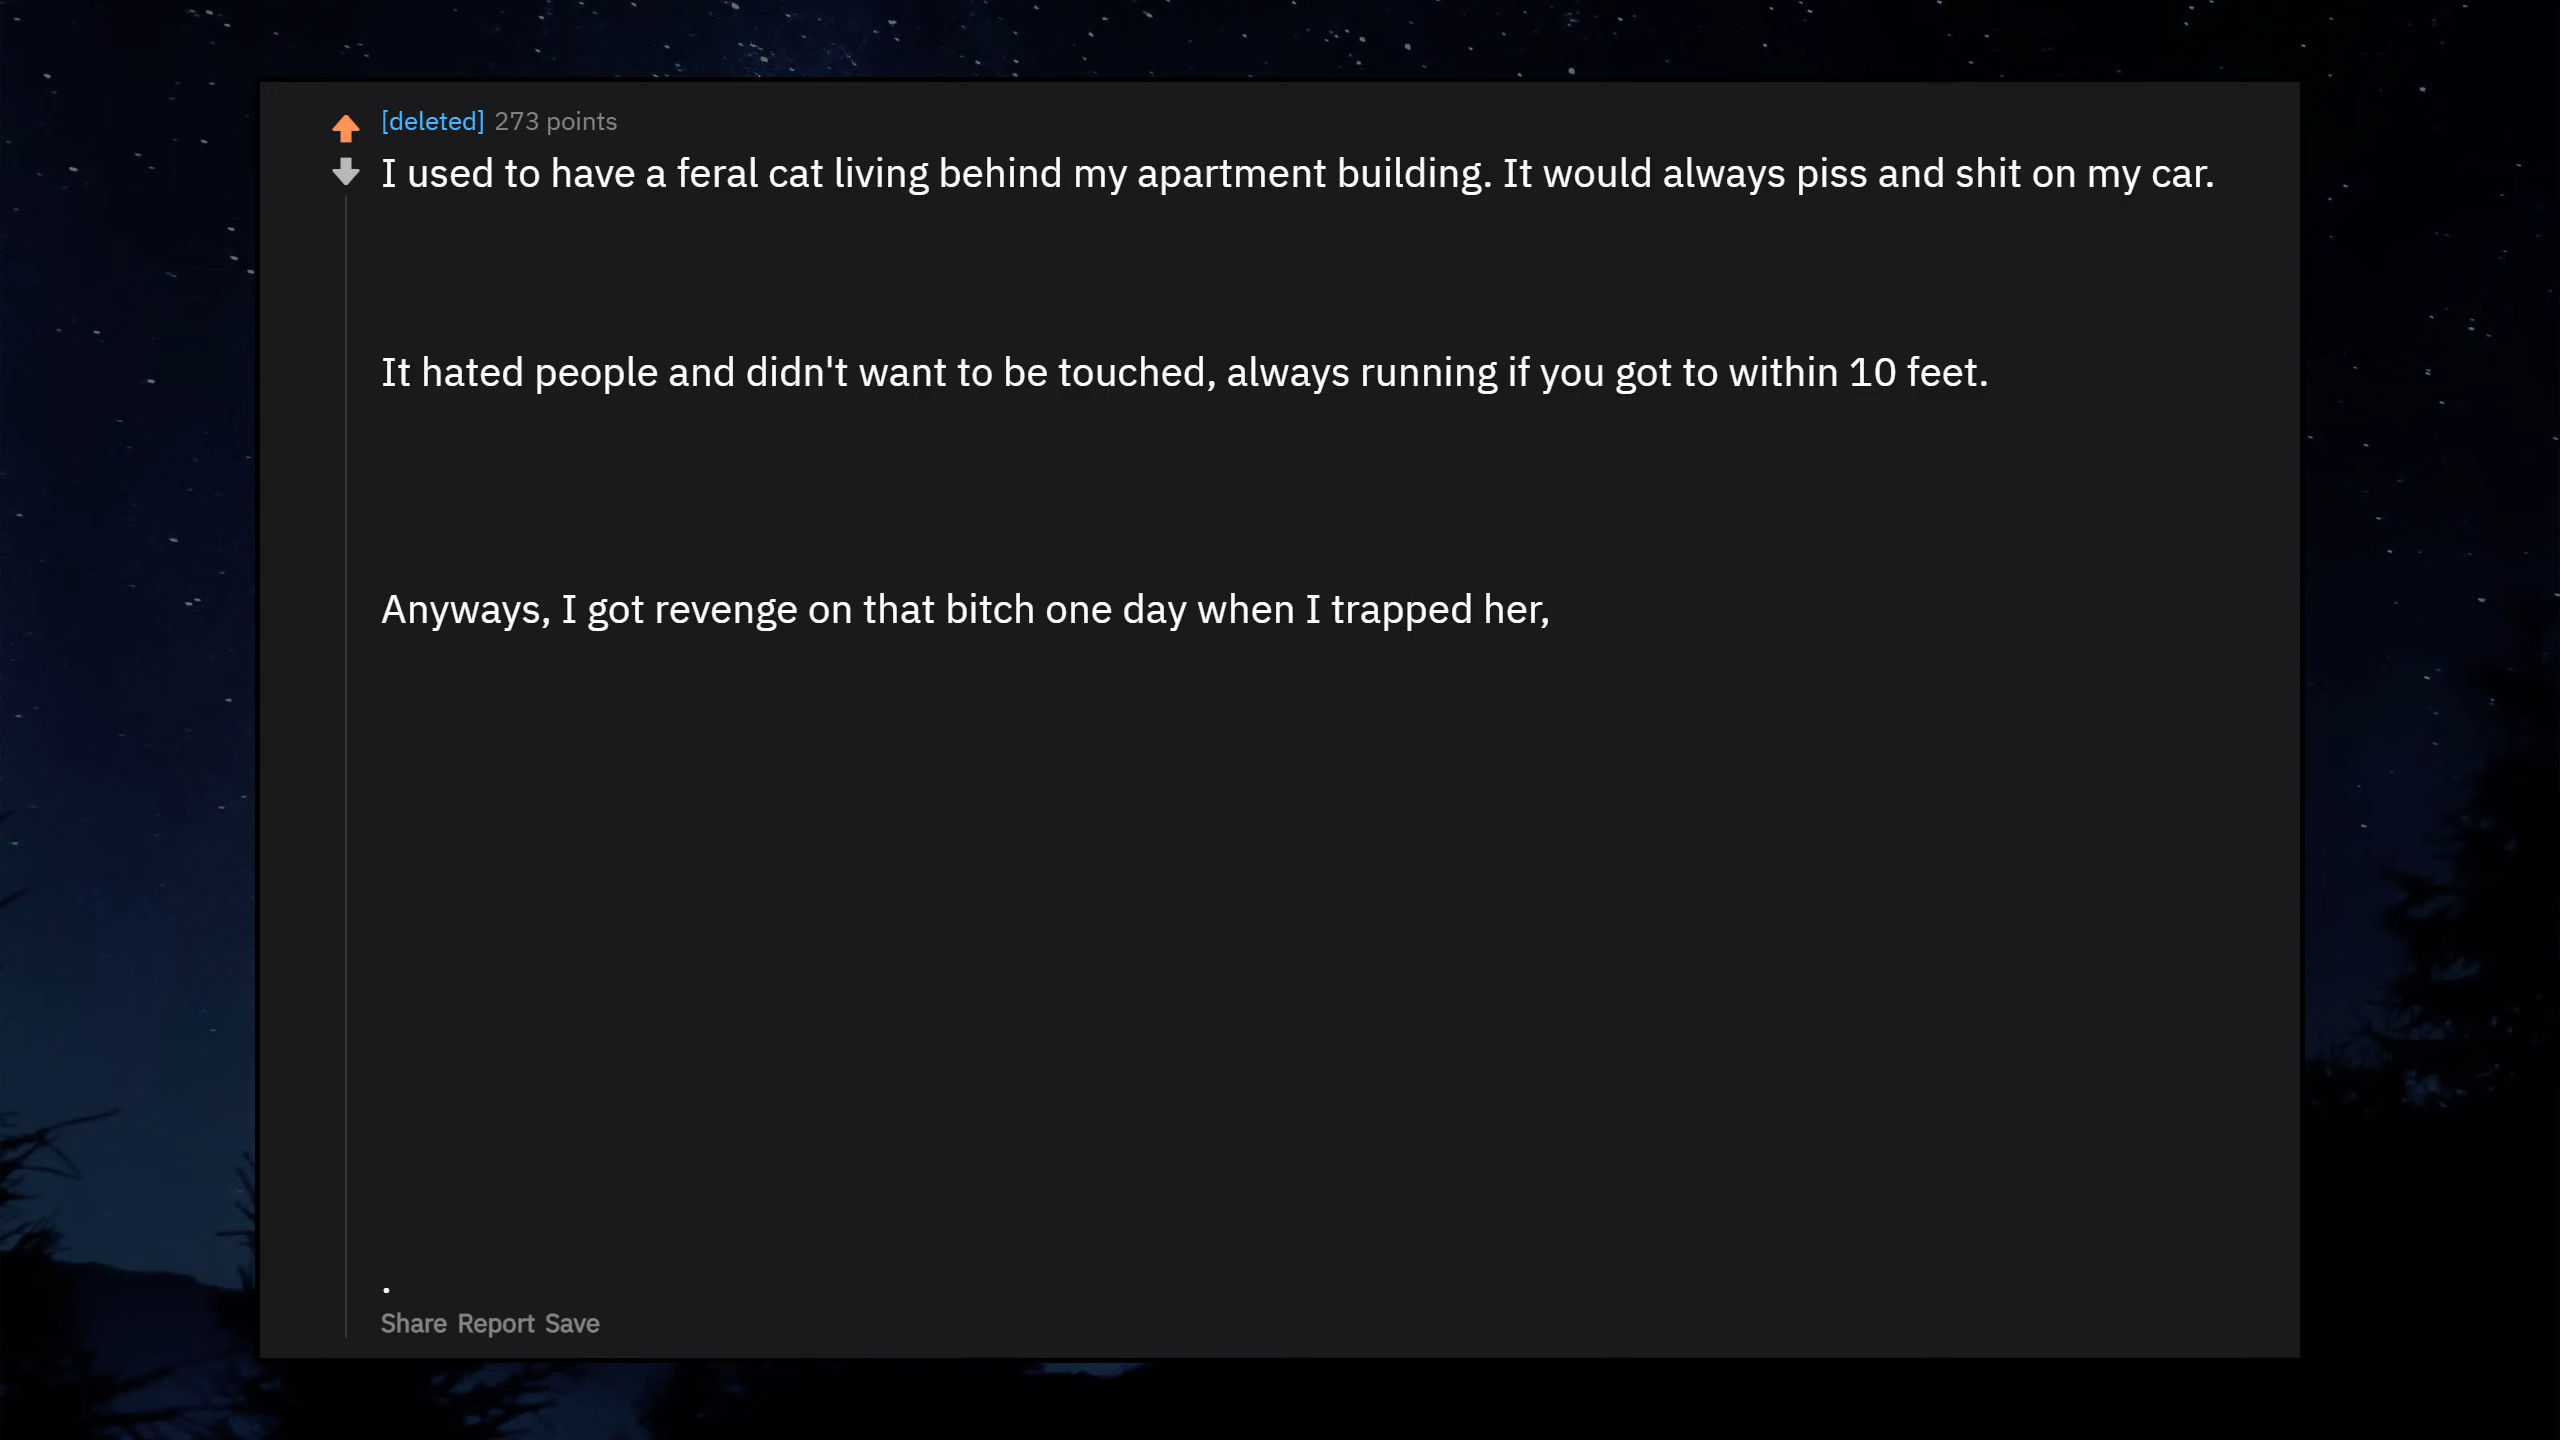 [deleted] 273 points
I used to have a feral cat living behind my apartment building. It would always piss and shit on my car.
It hated people and didn't want to be touched, always running if you got to within 10 feet.
Anyways, I got revenge on that bitch one day when I trapped her,
.
Share Report Save